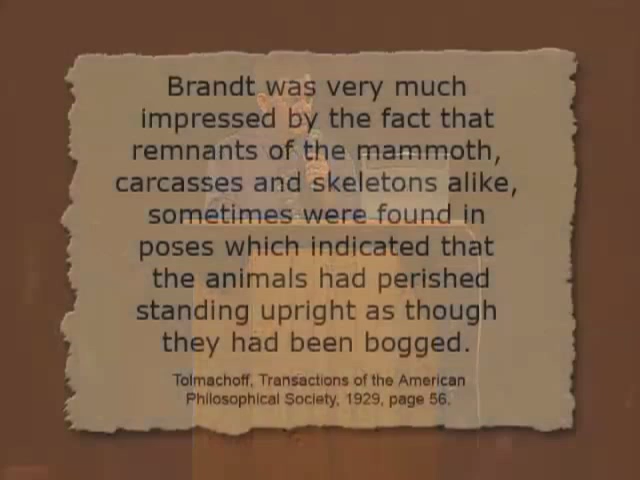 Brandt was very much
impressed by the fact that
remnants of the mammoth,
carcasses and skeletons alike,
sometimes were found in
poses which indicated that
the animals had perished
standing upright as though
they had been bogged.
Tolmachoff, Transactions of the American
Philosophical Society, 1929, page 56.